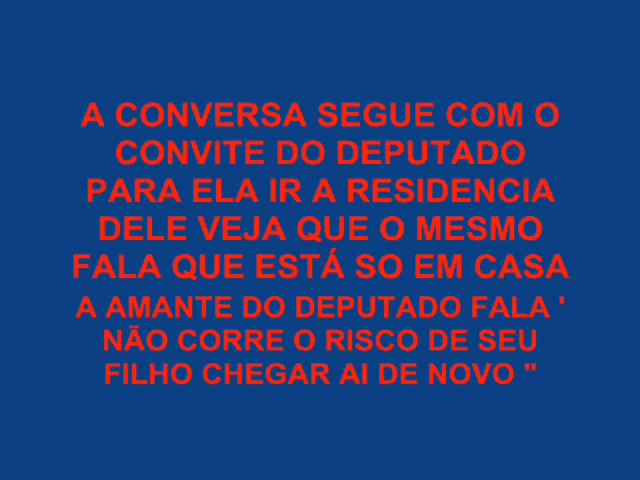 A CONVERSA SEGUE COM O
CONVITE DO DEPUTADO
PARA ELA IR A RESIDENCIA
DELE VEJA QUE O MESMO
FALA QUE ESTÁ SO EM CASA
A AMANTE DO DEPUTADO FALA '
NÃO CORRE O RISCO DE SEU
FILHO CHEGAR AI DE NOVO "